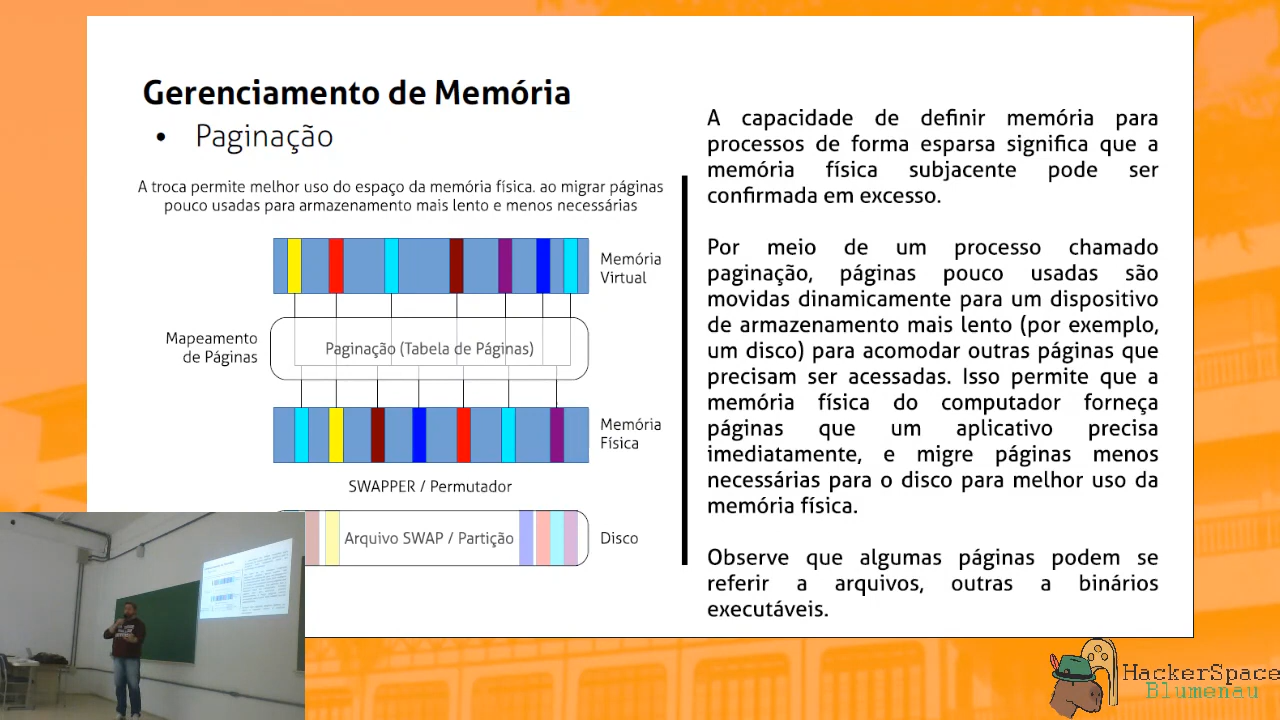 Gerenciamento de Memória
• Paginação
A troca permite melhor uso do espaço da memória física. ao migrar páginas
pouco usadas para armazenamento mais lento e menos necessárias
Memória
Virtual
Mapeamento
de Páginas
Paginação (Tabela de Páginas)
Memória
Física
SWAPPER / Permutador
Arquivo SWAP / Partição
Disco
A capacidade de definir memória para
processos de forma esparsa significa que a
memória física subjacente pode ser
confirmada em excesso.
Por meio de um processo chamado
paginação, páginas pouco usadas são
movidas dinamicamente para um dispositivo
de armazenamento mais lento (por exemplo,
um disco) para acomodar outras páginas que
precisam ser acessadas. Isso permite que a
memória física do computador forneça
páginas que um aplicativo precisa
imediatamente, e migre páginas menos
necessárias para o disco para melhor uso da
memória física.
Observe que algumas páginas podem se
referir a arquivos, outras a binários
executáveis.
HackerSpace
Blumenau